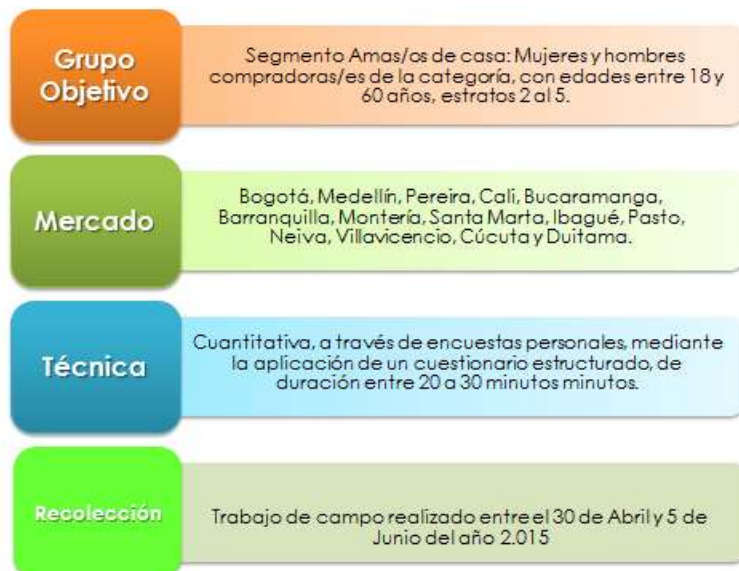 Grupo
Objetivo
Segmento Amas/os de casa: Mujeres y hombres
compradoras/es de la categoría, con edades entre 18 y
60 años, estratos 2 al 5.
Mercado
Bogotá, Medellín, Pereira, Cali, Bucaramanga,
Barranquilla, Montería, Santa Marta, Ibagué, Pasto,
Neiva, Villavicencio, Cúcuta y Duitama.
Técnica
Cuantitativa, a través de encuestas personales, mediante
la aplicación de un cuestionario estructurado, de
duración entre 20 a 30 minutos minutos.
Recolección
Trabajo de campo realizado entre el 30 de Abril y 5 de
Junio del año 2.015